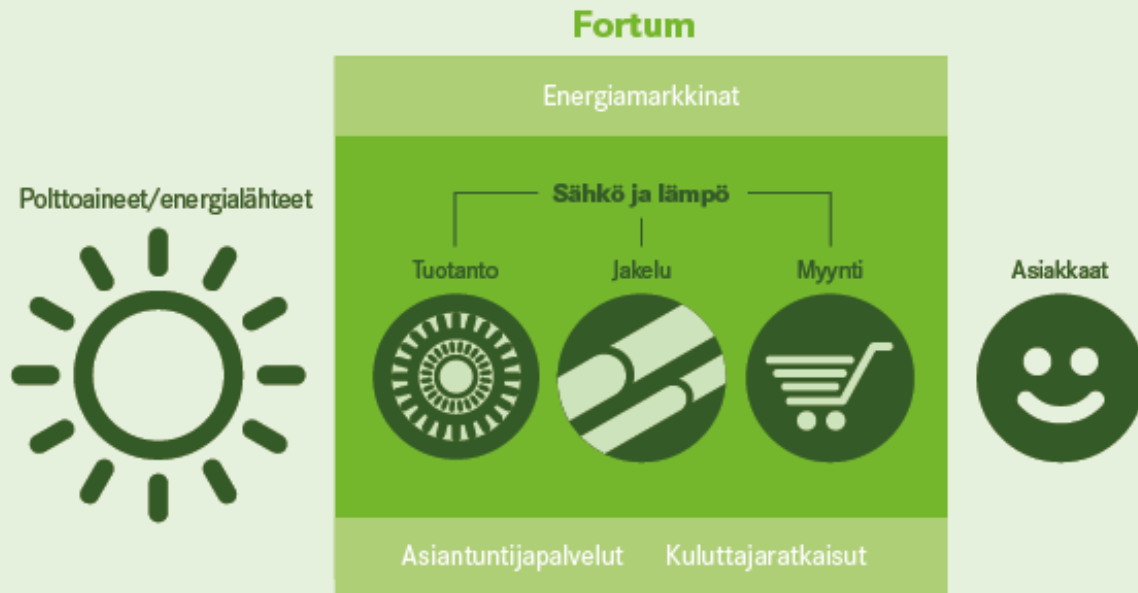 Fortum
Energiamarkkinat
Polttoaineet/energialähteet
Sähkö ja lämpö
Tuotanto
Jakelu
Myynti
Asiakkaat
Asiantuntijapalvelut
Kuluttajaratkaisut